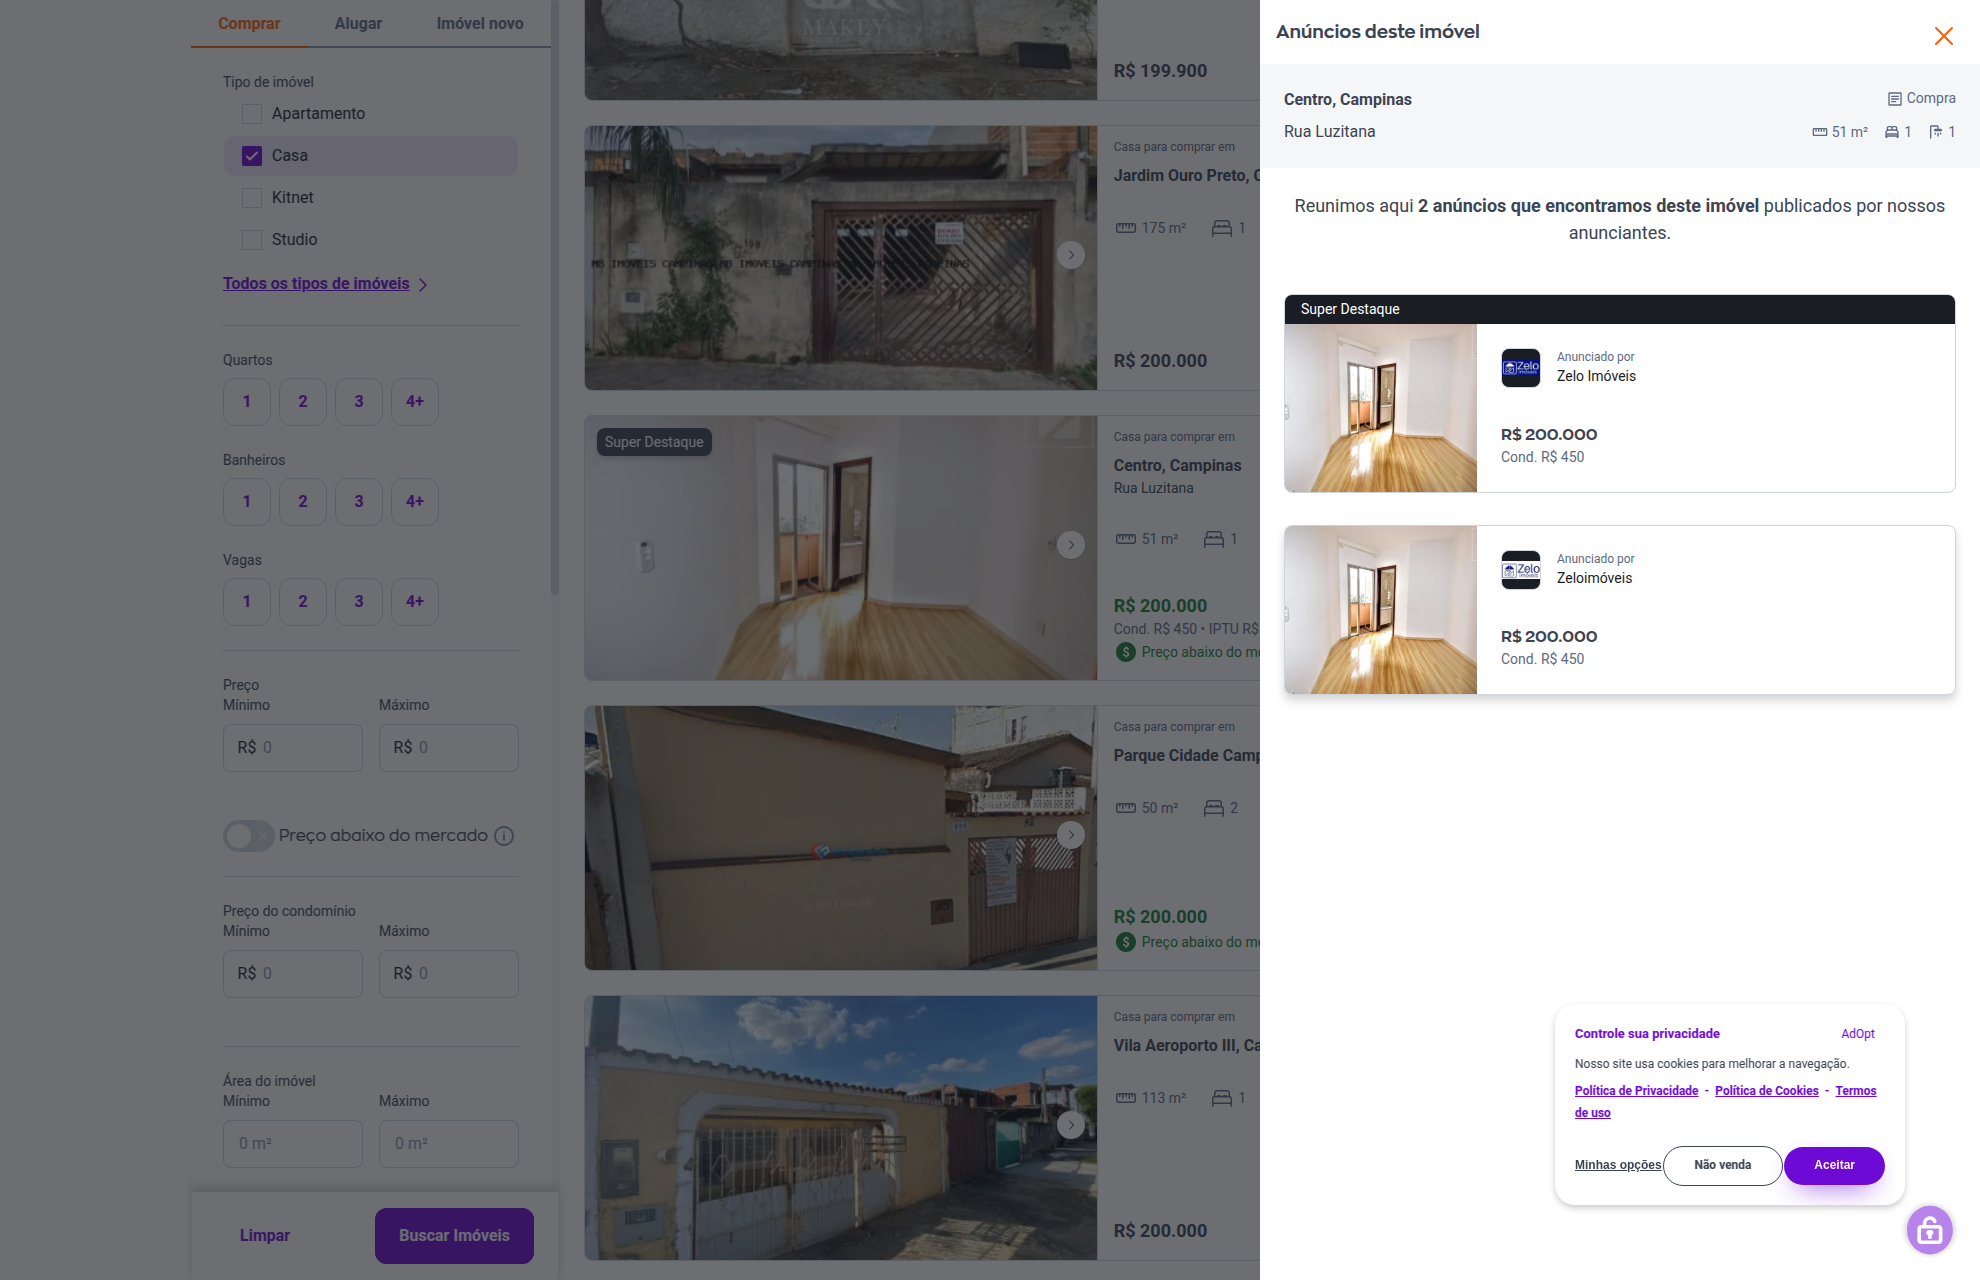 Comprar
Alugar
Imóvel novo
Tipo de imóvel
Apartamento
Casa
Kitnet
Studio
Todos os tipos de imóveis
Quartos
1 2 3 4+
Banheiros
1 2 3 4+
Vagas
1 2 3 4+
Preço
Mínimo Máximo
R$ 0 R$ 0
Preço abaixo do mercado
Preço do condomínio
Mínimo Máximo
R$ 0 R$ 0
Área do imóvel
Mínimo Máximo
0 m² 0 m²
Limpar
Buscar Imóveis
MAKEY
R$ 199.900
Casa para comprar em
Jardim Ouro Preto, C
175 m² 1
R$ 200.000
Super Destaque
Casa para comprar em
Centro, Campinas
Rua Luzitana
51 m² 1
R$ 200.000
Cond. R$ 450 • IPTU R$
Preço abaixo do me
Casa para comprar em
Parque Cidade Camp
50 m² 2
R$ 200.000
Preço abaixo do me
Casa para comprar em
Vila Aeroporto III, Ca
113 m² 1
R$ 200.000
Anúncios deste imóvel
Centro, Campinas
Compra
Rua Luzitana
51 m² 1 1
Reunimos aqui 2 anúncios que encontramos deste imóvel publicados por nossos
anunciantes.
Super Destaque
Zelo
Anunciado por
Zelo Imóveis
R$ 200.000
Cond. R$ 450
Zelo
Anunciado por
Zeloimóveis
R$ 200.000
Cond. R$ 450
Controle sua privacidade
AdOpt
Nosso site usa cookies para melhorar a navegação.
Política de Privacidade - Política de Cookies - Termos
de uso
Minhas opções
Não venda
Aceitar